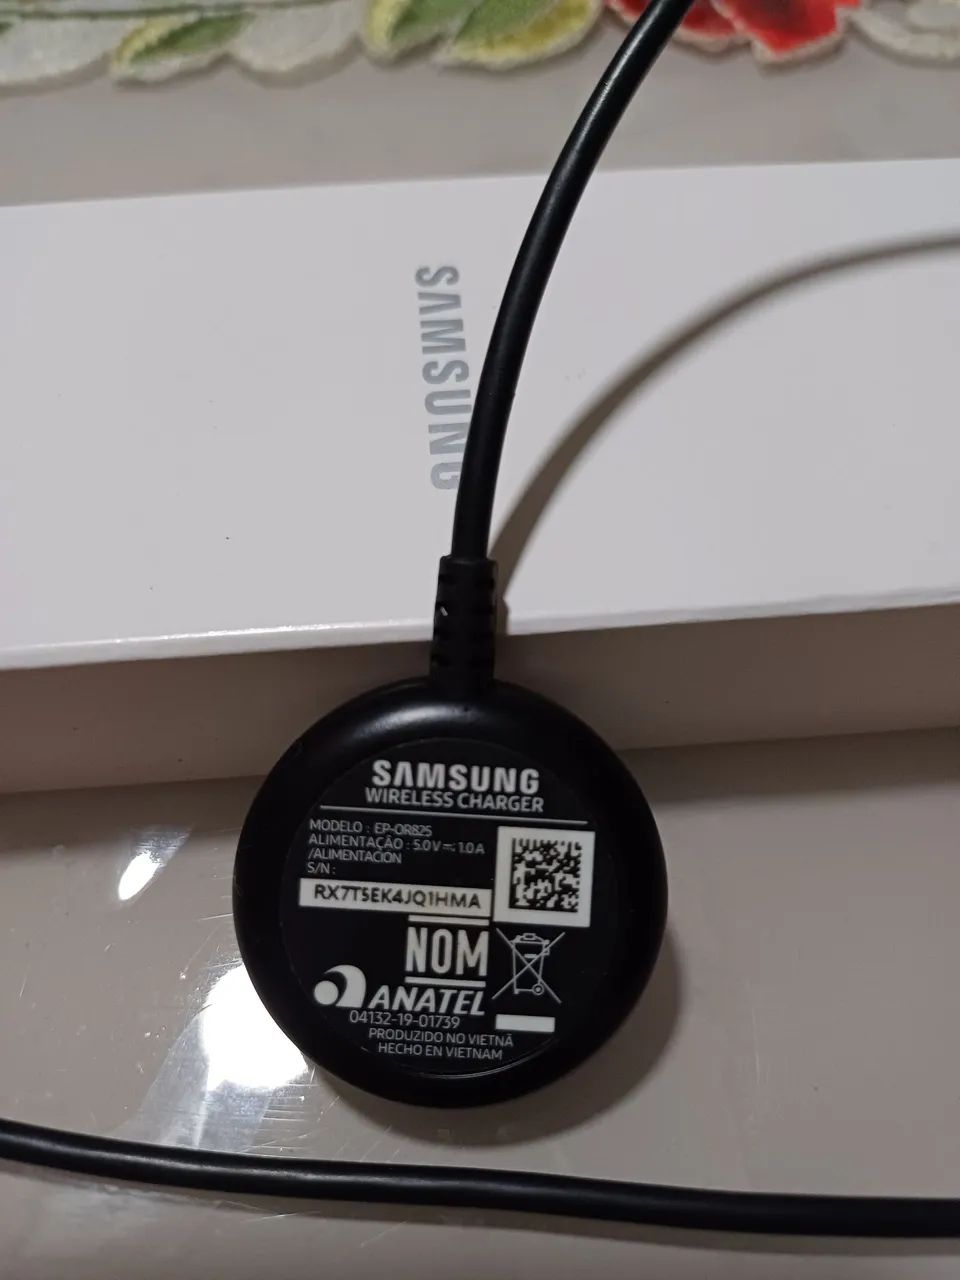 SAMSUNG
SAMSUNG
WIRELESS CHARGER
MODELO : EP-OR825
ALIMENTAÇÃO : 5.0V ⎓ 1.0A
/ALIMENTACIÓN
S/N :
RX7T5EK4JQ1HMA
NOM
ANATEL
04132-19-01739
PRODUZIDO NO VIETNÃ
HECHO EN VIETNAM